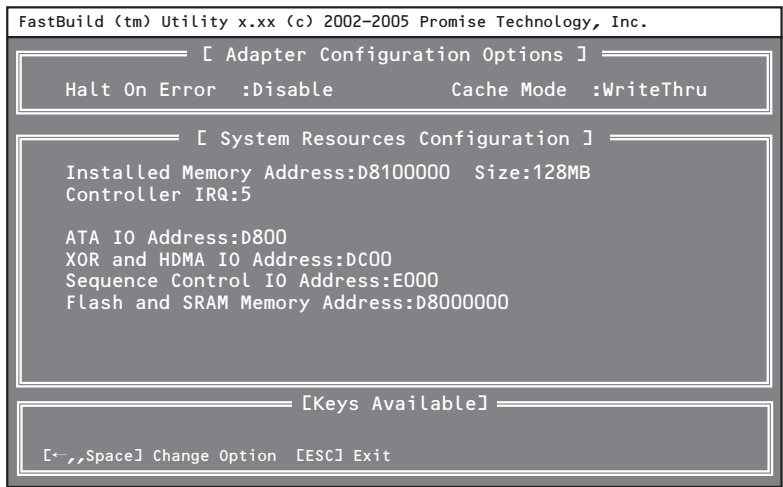 FastBuild (tm) Utility x.xx (c) 2002-2005 Promise Technology, Inc.
[ Adapter Configuration Options ]
Halt On Error :Disable Cache Mode :WriteThru
[ System Resources Configuration ]
Installed Memory Address:D8100000 Size:128MB
Controller IRQ:5
ATA IO Address:D800
XOR and HDMA IO Address:DC00
Sequence Control IO Address:E000
Flash and SRAM Memory Address:D8000000
[Keys Available]
[←,,Space] Change Option [ESC] Exit